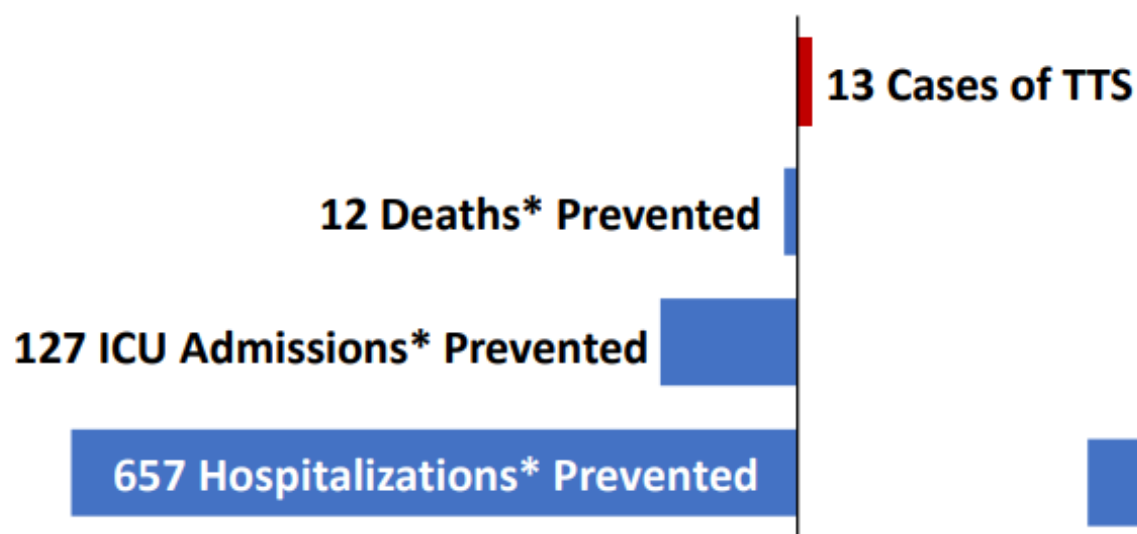 13 Cases of TTS
12 Deaths* Prevented
127 ICU Admissions* Prevented
657 Hospitalizations* Prevented